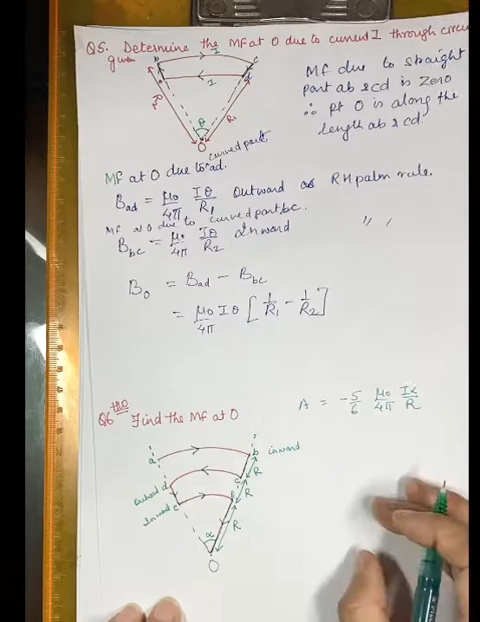 Q5. Determine the MF at O due to current I through circui
given
I
b
c
a
d
I
R2
R1
θ
O
MF due to straight
part ab & cd is zero
∴ pt O is along the
length ab & cd.
curved part
MF at O due to ad.
Bad = μ0/4π Iθ/R1 Outward as RH palm rule.
MF at O due to curved part bc.
Bbc = μ0/4π Iθ/R2 Inward " "
B0 = Bad - Bbc
= μ0/4π Iθ [1/R1 - 1/R2]
A = -5/6 μ0/4π Iα/R
Q6 Find the MF at O
a
b
inward
outward d
c
R
Inward e
f
R
R
α
O